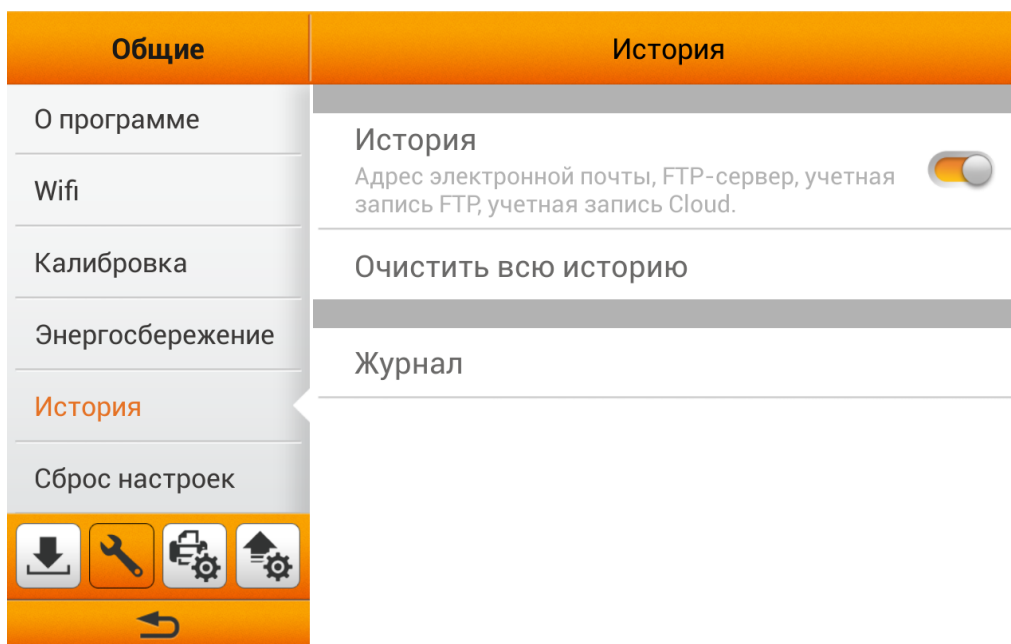 Общие
История
О программе
Wifi
Калибровка
Энергосбережение
История
Сброс настроек
История
Адрес электронной почты, FTP-сервер, учетная
запись FTP, учетная запись Cloud.
Очистить всю историю
Журнал